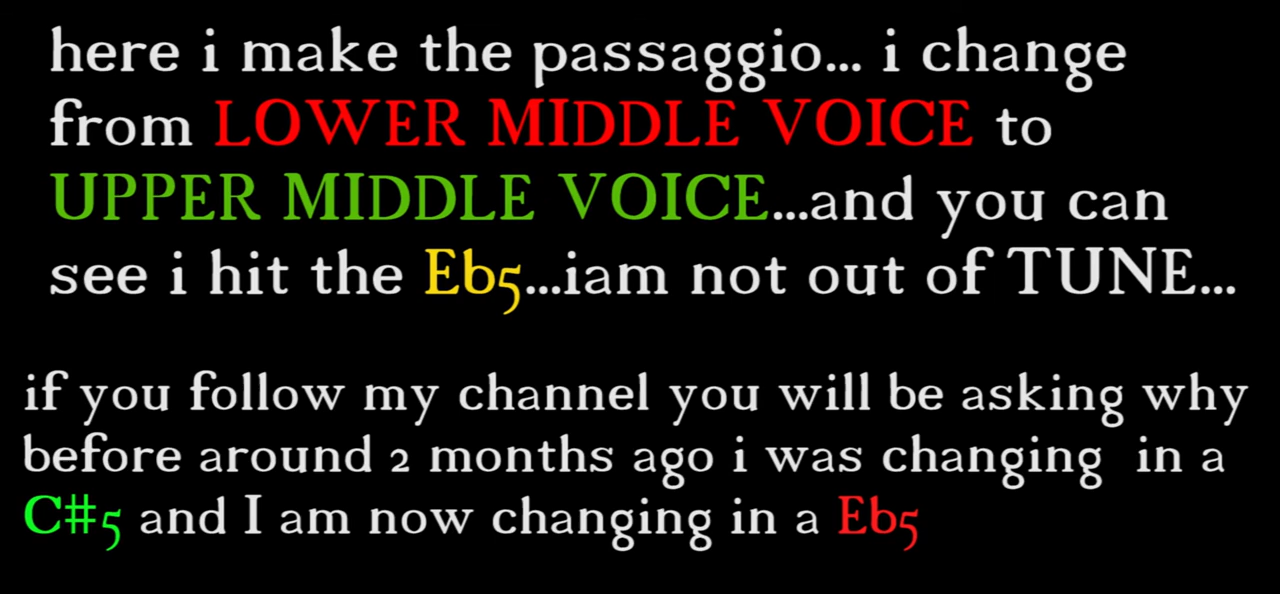 here i make the passaggio... i change
from LOWER MIDDLE VOICE to
UPPER MIDDLE VOICE...and you can
see i hit the Eb5...iam not out of TUNE...
if you follow my channel you will be asking why
before around 2 months ago i was changing  in a
C#5 and I am now changing in a Eb5